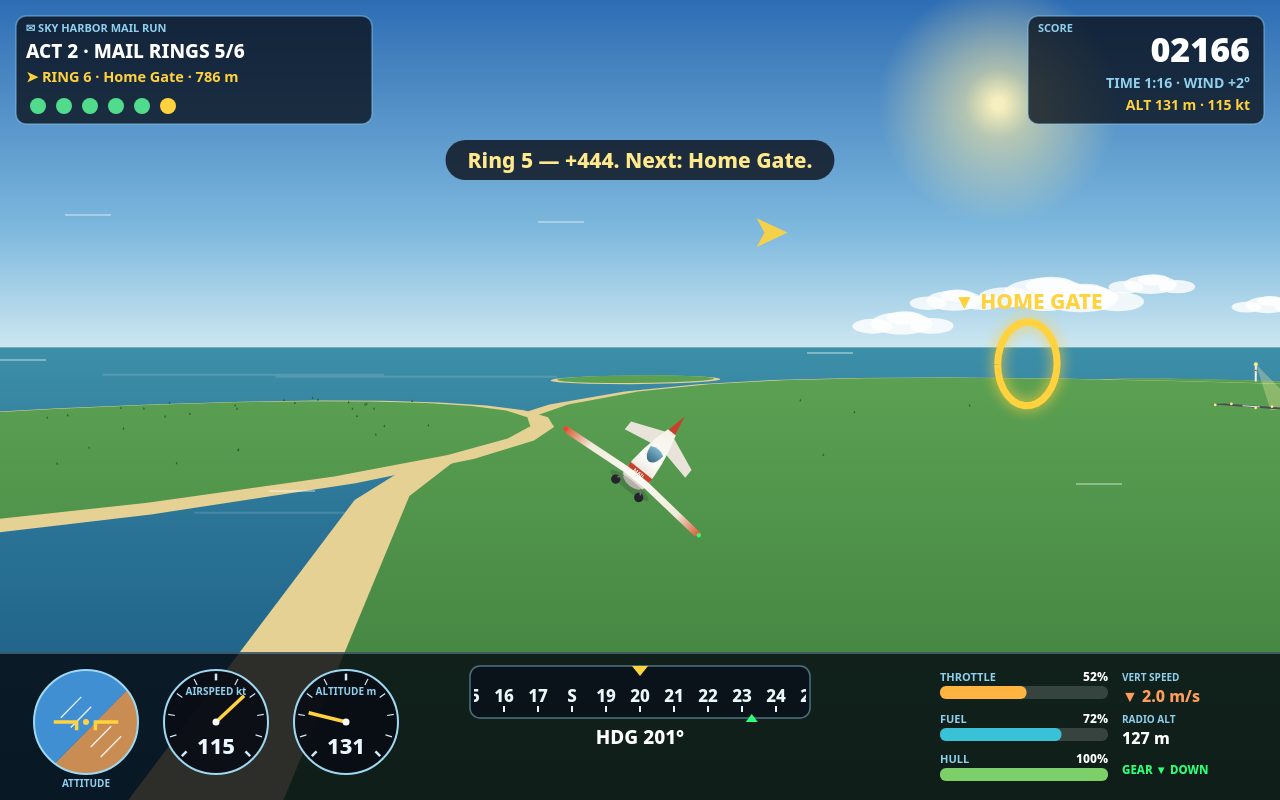 ✉ SKY HARBOR MAIL RUN
ACT 2 · MAIL RINGS 5/6
➤ RING 6 · Home Gate · 786 m
SCORE
02166
TIME 1:16 · WIND +2°
ALT 131 m · 115 kt
Ring 5 — +444. Next: Home Gate.
▼ HOME GATE
ATTITUDE
AIRSPEED kt
115
ALTITUDE m
131
16 17 S 19 20 21 22 23 24
HDG 201°
THROTTLE 52%
FUEL 72%
HULL 100%
VERT SPEED
▼ 2.0 m/s
RADIO ALT
127 m
GEAR ▼ DOWN